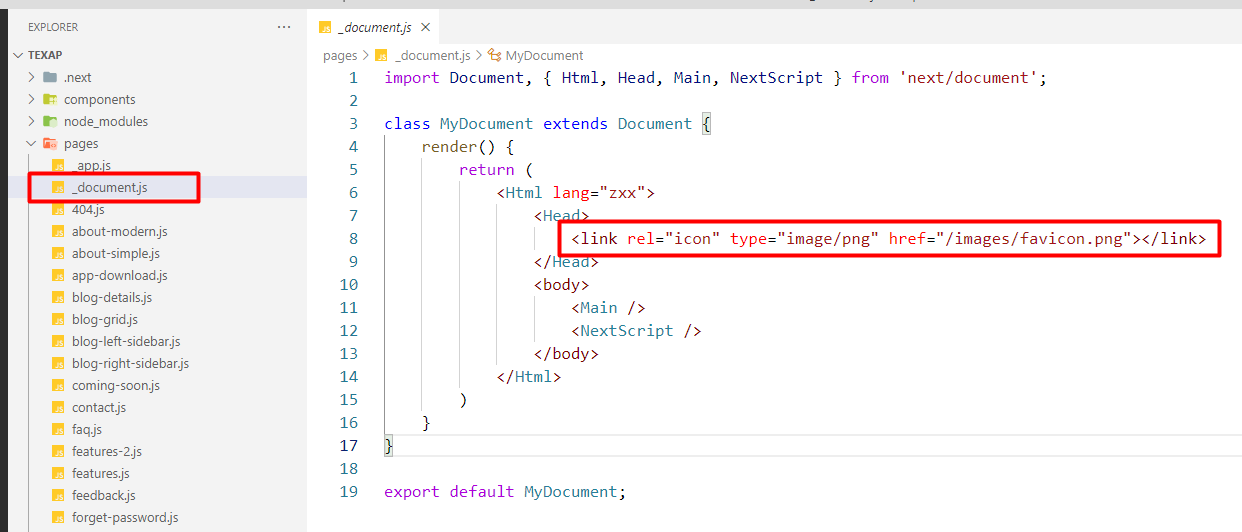 EXPLORER
···
TEXAP
.next
components
node_modules
pages
_app.js
_document.js
404.js
about-modern.js
about-simple.js
app-download.js
blog-details.js
blog-grid.js
blog-left-sidebar.js
blog-right-sidebar.js
coming-soon.js
contact.js
faq.js
features-2.js
features.js
feedback.js
forget-password.js
JS _document.js ×
pages > JS _document.js > MyDocument
1 import Document, { Html, Head, Main, NextScript } from 'next/document';
2
3 class MyDocument extends Document {
4 render() {
5 return (
6 <Html lang="zxx">
7 <Head>
8 <link rel="icon" type="image/png" href="/images/favicon.png"></link>
9 </Head>
10 <body>
11 <Main />
12 <NextScript />
13 </body>
14 </Html>
15 )
16 }
17 }
18
19 export default MyDocument;